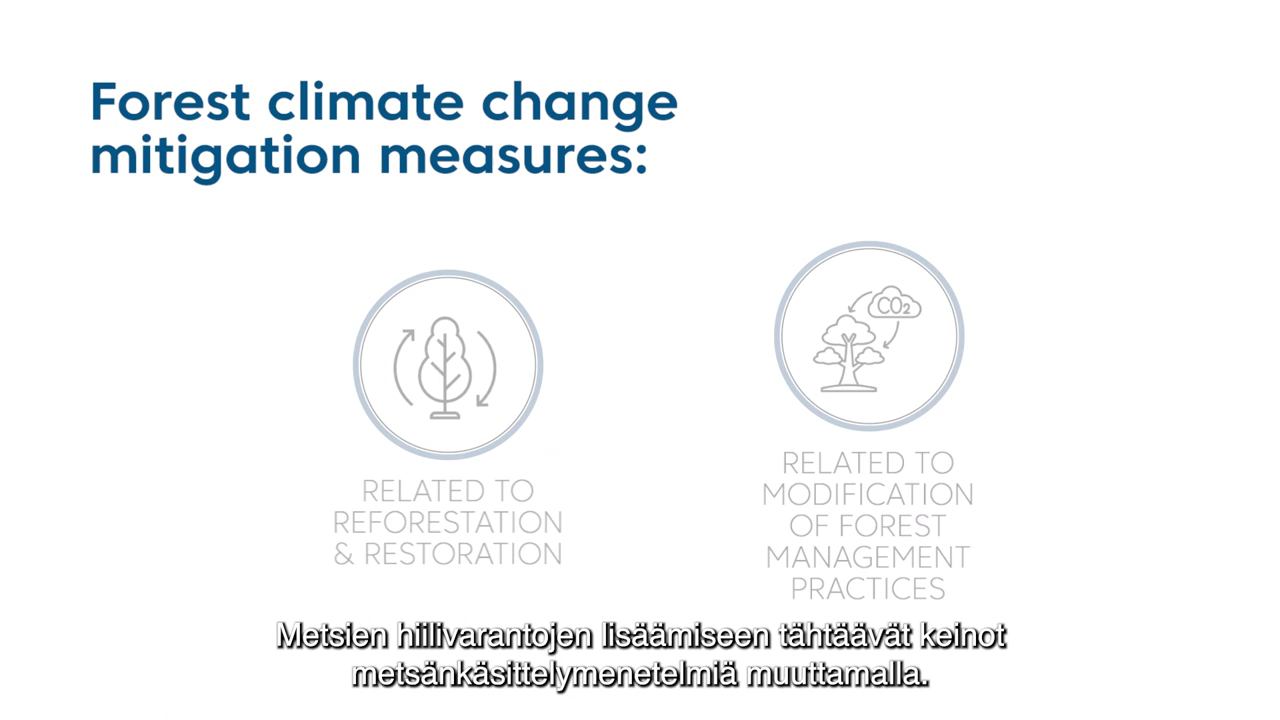 Forest climate change
mitigation measures:
CO2
RELATED TO
REFORESTATION
& RESTORATION
RELATED TO
MODIFICATION
OF FOREST
MANAGEMENT
PRACTICES
Metsien hiilivarantojen lisäämiseen tähtäävät keinot
metsänkäsittelymenetelmiä muuttamalla.